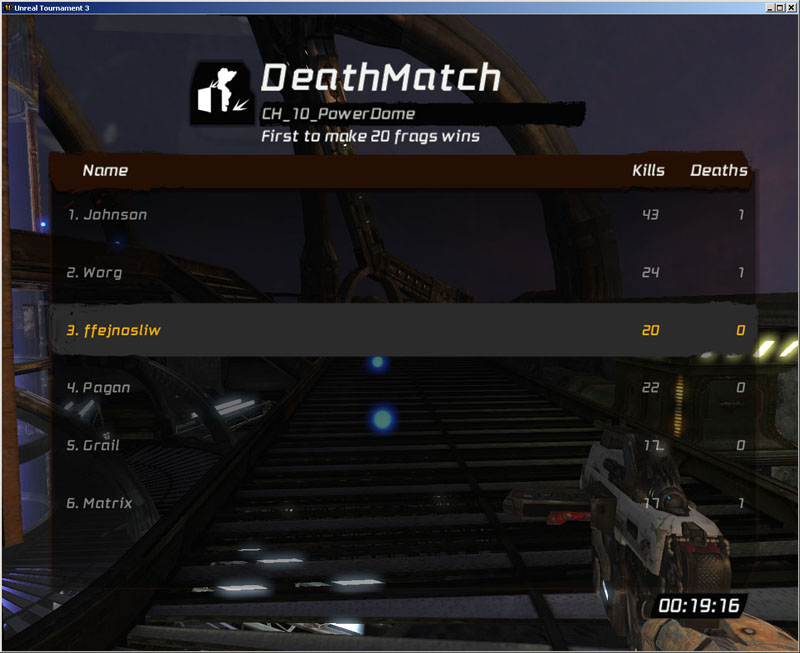 Unreal Tournament 3
DeathMatch
CH_10_PowerDome
First to make 20 frags wins
Name Kills Deaths
1. Johnson 43 1
2. Worg 24 1
3. ffejnosliw 20 0
4. Pagan 22 0
5. Grail 17 0
6. Matrix 17 1
00:19:16